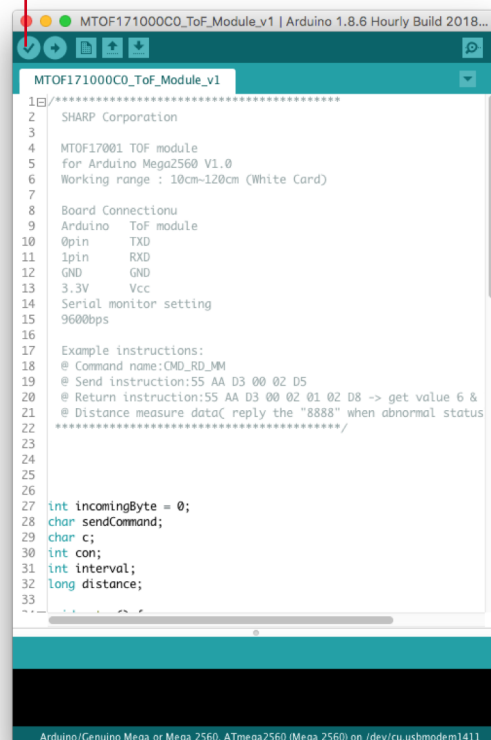 MTOF171000C0_ToF_Module_v1 | Arduino 1.8.6 Hourly Build 2018...
MTOF171000C0_ToF_Module_v1
1 /******************************************
2 SHARP Corporation
3
4 MTOF17001 TOF module
5 for Arduino Mega2560 V1.0
6 Working range : 10cm~120cm (White Card)
7
8 Board Connectionu
9 Arduino ToF module
10 0pin TXD
11 1pin RXD
12 GND GND
13 3.3V Vcc
14 Serial monitor setting
15 9600bps
16
17 Example instructions:
18 @ Command name:CMD_RD_MM
19 @ Send instruction:55 AA D3 00 02 D5
20 @ Return instruction:55 AA D3 00 02 01 02 D8 -> get value 6 &
21 @ Distance measure data( reply the "8888" when abnormal status
22 ******************************************/
23
24
25
26
27 int incomingByte = 0;
28 char sendCommand;
29 char c;
30 int con;
31 int interval;
32 long distance;
33
Arduino/Genuino Mega or Mega 2560, ATmega2560 (Mega 2560) on /dev/cu.usbmodem1411